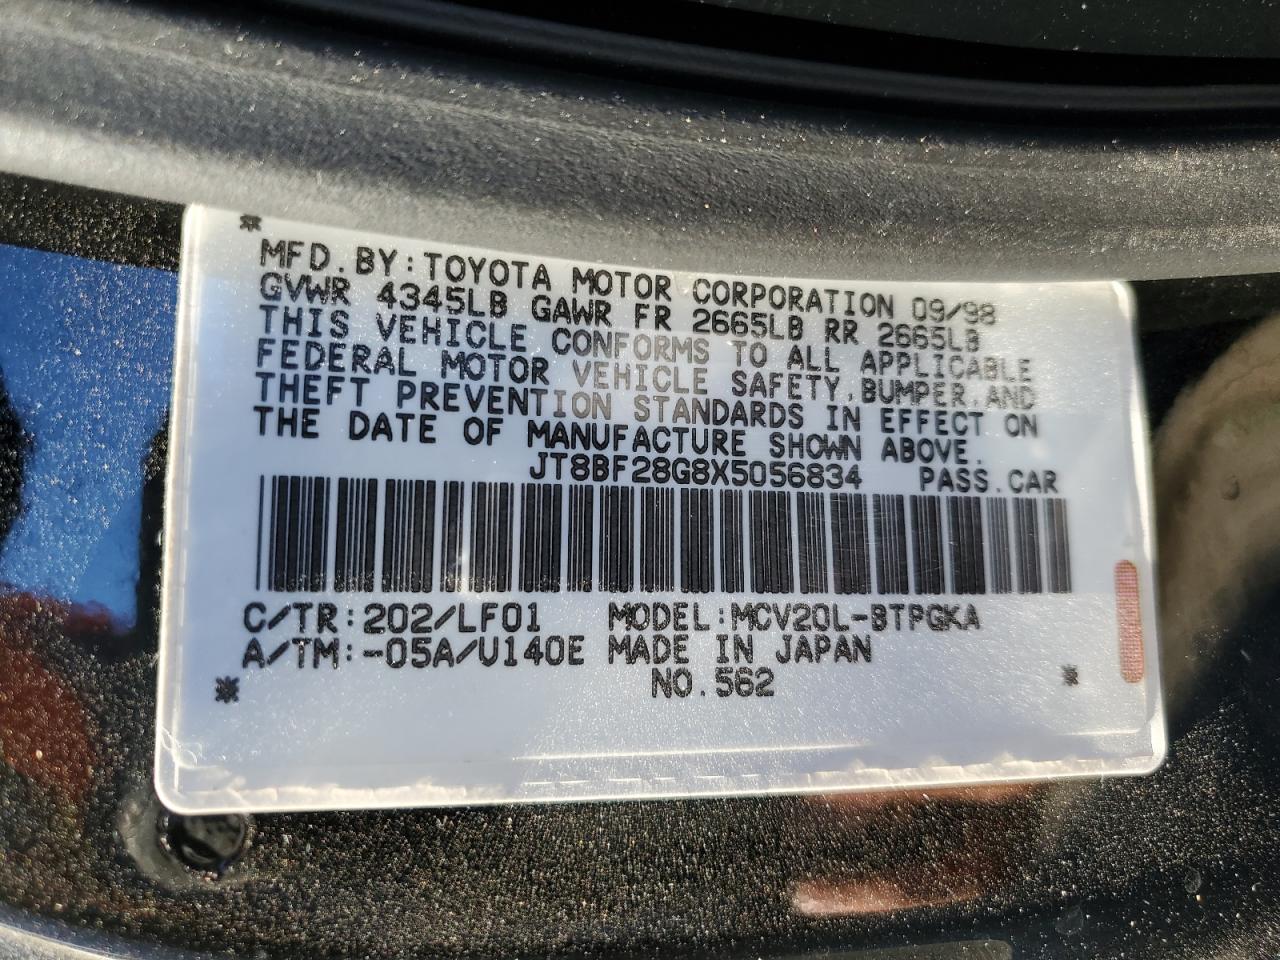 MFD.BY:TOYOTA MOTOR CORPORATION 09/98
GVWR 4345LB GAWR FR 2665LB RR 2665LB
THIS VEHICLE CONFORMS TO ALL APPLICABLE
FEDERAL MOTOR VEHICLE SAFETY,BUMPER,AND
THEFT PREVENTION STANDARDS IN EFFECT ON
THE DATE OF MANUFACTURE SHOWN ABOVE.
JT8BF28G8X5056834 PASS.CAR
C/TR:202/LF01 MODEL:MCV20L-BTPGKA
A/TM:-05A/U140E MADE IN JAPAN
NO.562